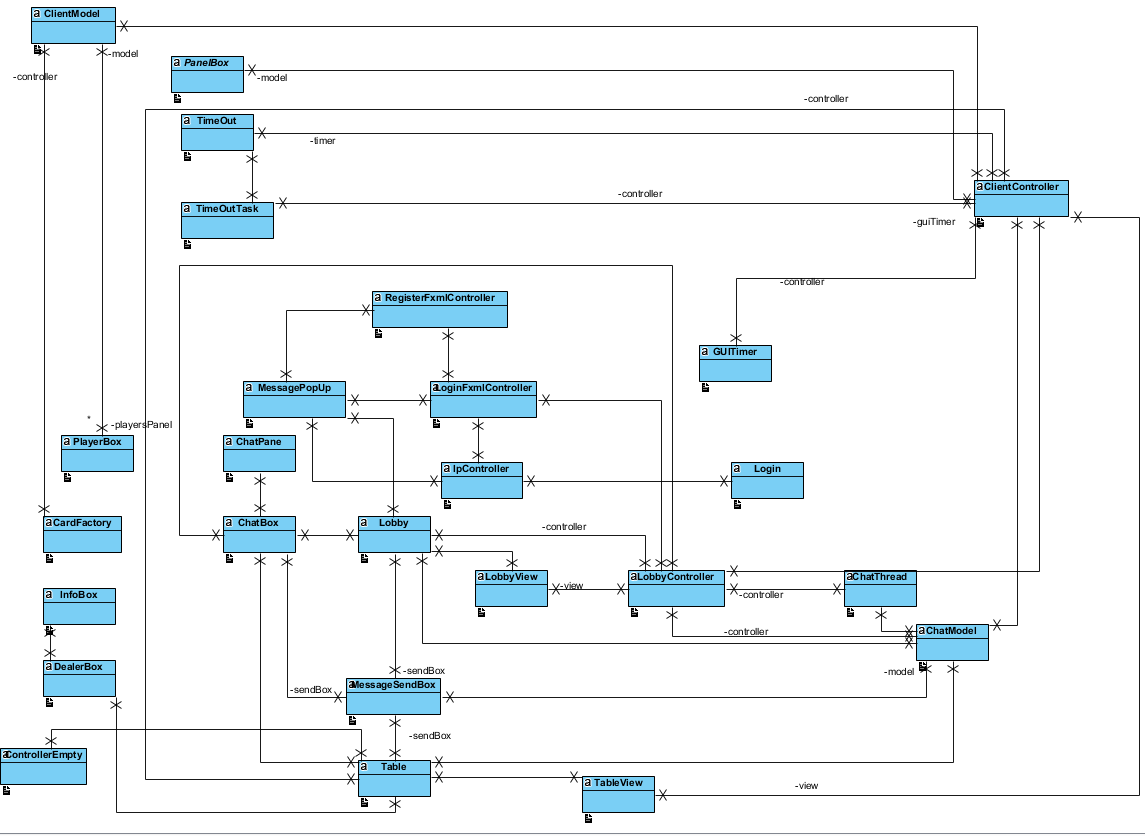 a ClientModel
-model
-controller
a PanelBox
-model
-controller
a TimeOut
-timer
a ClientController
-controller
a TimeOutTask
-guiTimer
-controller
a RegisterFxmlController
a GUITimer
a MessagePopUp
a LoginFxmlController
*
-playersPanel
a PlayerBox
a ChatPane
a IpController
a Login
a CardFactory
a ChatBox
a Lobby
-controller
a LobbyView
-view
a LobbyController
-controller
a ChatThread
a InfoBox
-controller
a ChatModel
a DealerBox
-sendBox
-model
-sendBox
a MessageSendBox
-sendBox
a ControllerEmpty
a Table
a TableView
-view